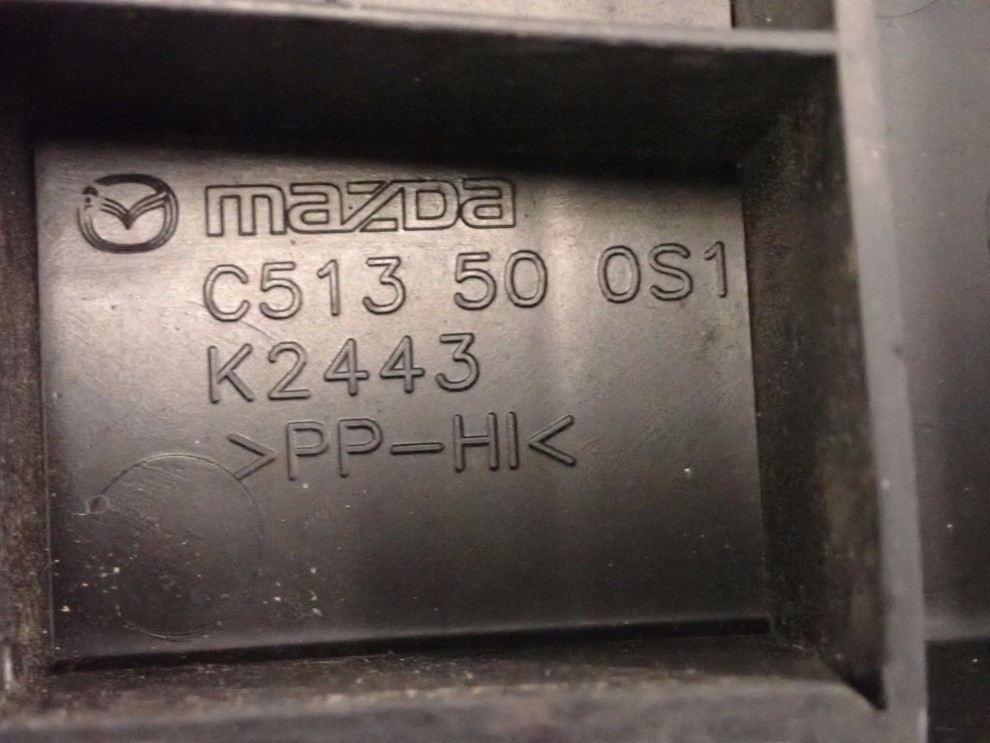 mazda
C513 50 0S1
K2443
>PP-HI<